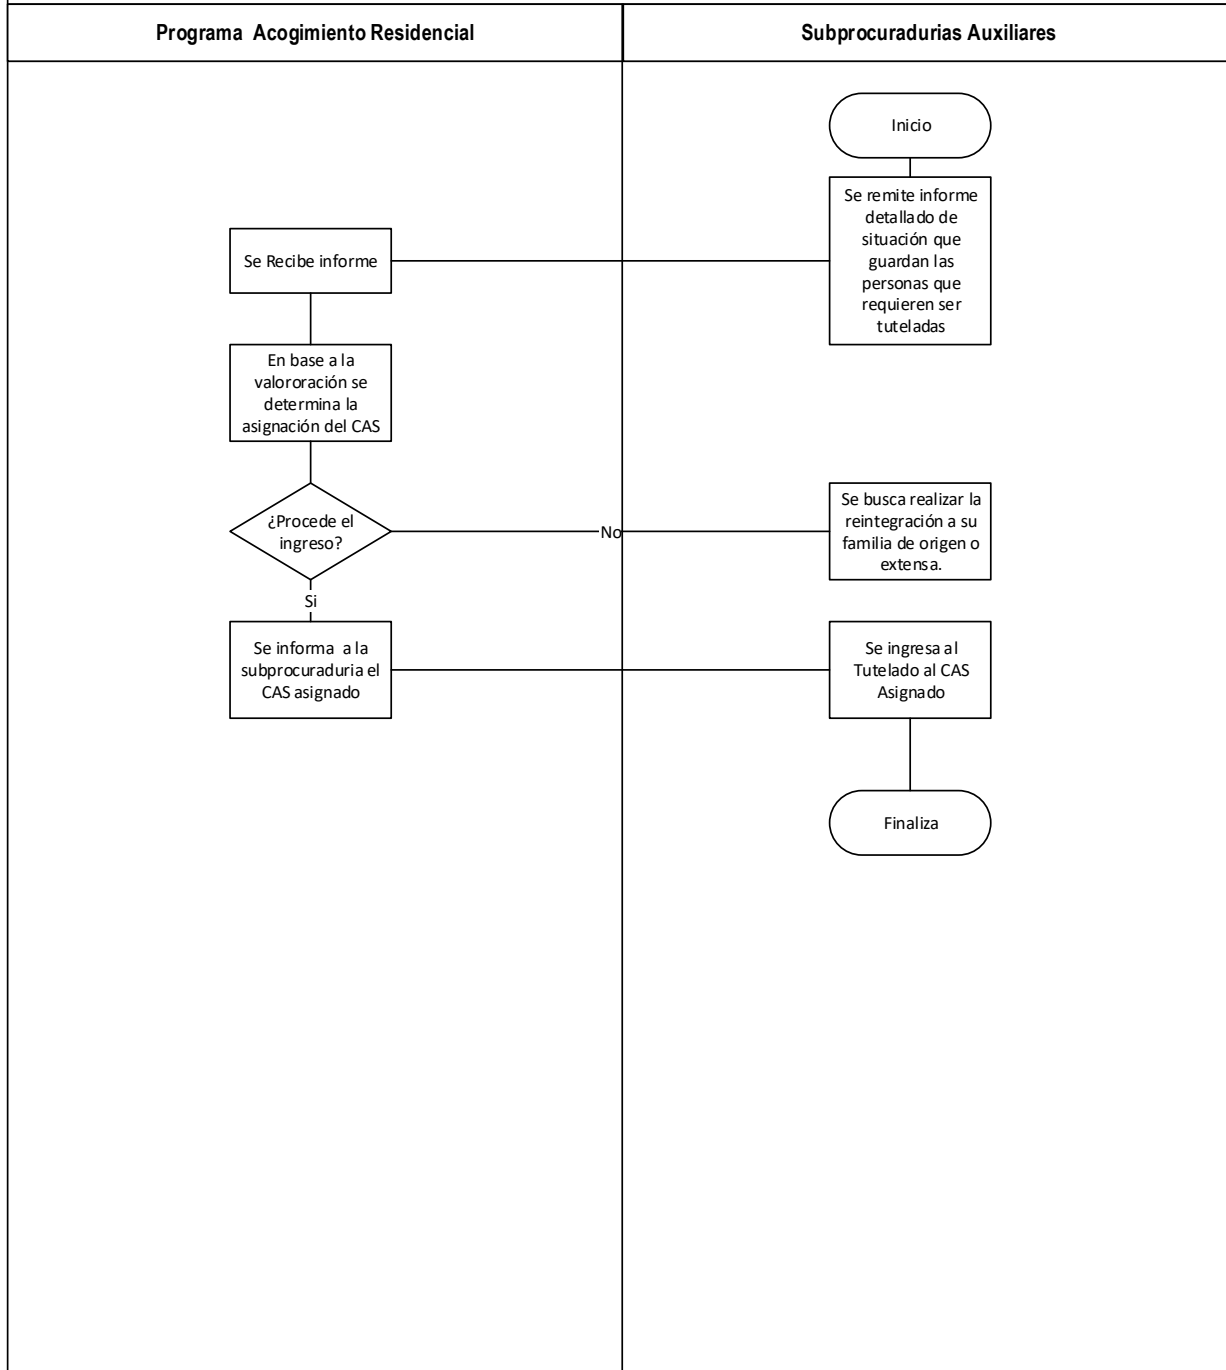 Programa  Acogimiento Residencial
Subprocuradurias Auxiliares
Inicio
Se remite informe
detallado de
situación que
guardan las
personas que
requieren ser
tuteladas
Se Recibe informe
En base a la
valororación se
determina la
asignación del CAS
¿Procede el
ingreso?
No
Se busca realizar la
reintegración a su
familia de origen o
extensa.
Si
Se informa  a la
subprocuraduria el
CAS asignado
Se ingresa al
Tutelado al CAS
Asignado
Finaliza